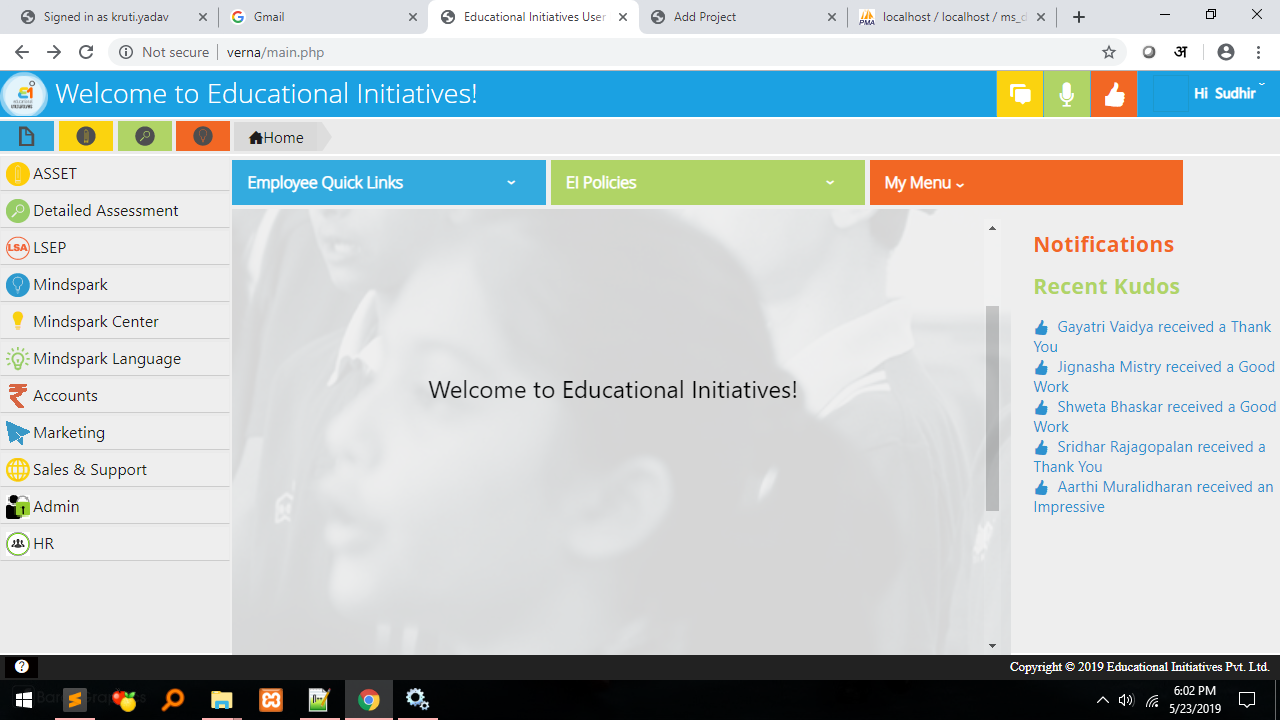 Signed in as kruti.yadav
Gmail
Educational Initiatives User
Add Project
PMA
localhost / localhost / ms_d
Not secure
verna/main.php
अ
Welcome to Educational Initiatives!
Hi Sudhir
Home
ASSET
Detailed Assessment
LSA
LSEP
Mindspark
Mindspark Center
Mindspark Language
Accounts
Marketing
Sales & Support
Admin
HR
Employee Quick Links
EI Policies
My Menu
Welcome to Educational Initiatives!
Notifications
Recent Kudos
Gayatri Vaidya received a Thank
You
Jignasha Mistry received a Good
Work
Shweta Bhaskar received a Good
Work
Sridhar Rajagopalan received a
Thank You
Aarthi Muralidharan received an
Impressive
Copyright © 2019 Educational Initiatives Pvt. Ltd.
6:02 PM
5/23/2019